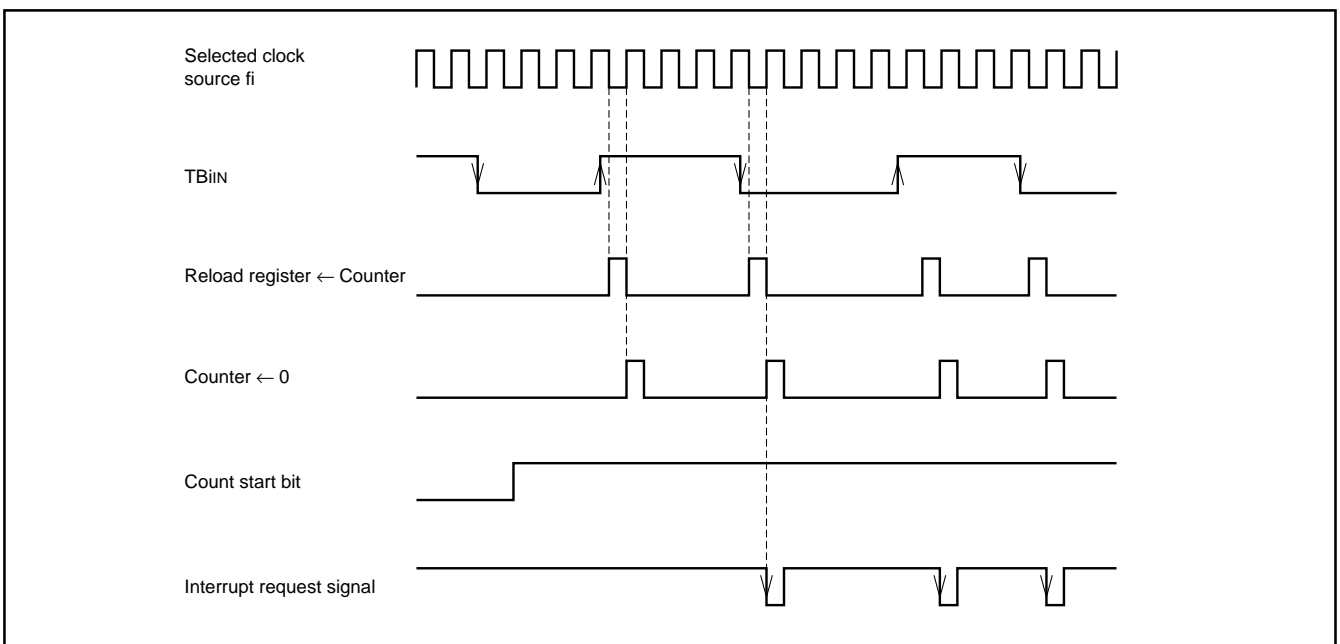 Selected clock
source fi
TBiIN
Reload register ← Counter
Counter ← 0
Count start bit
Interrupt request signal